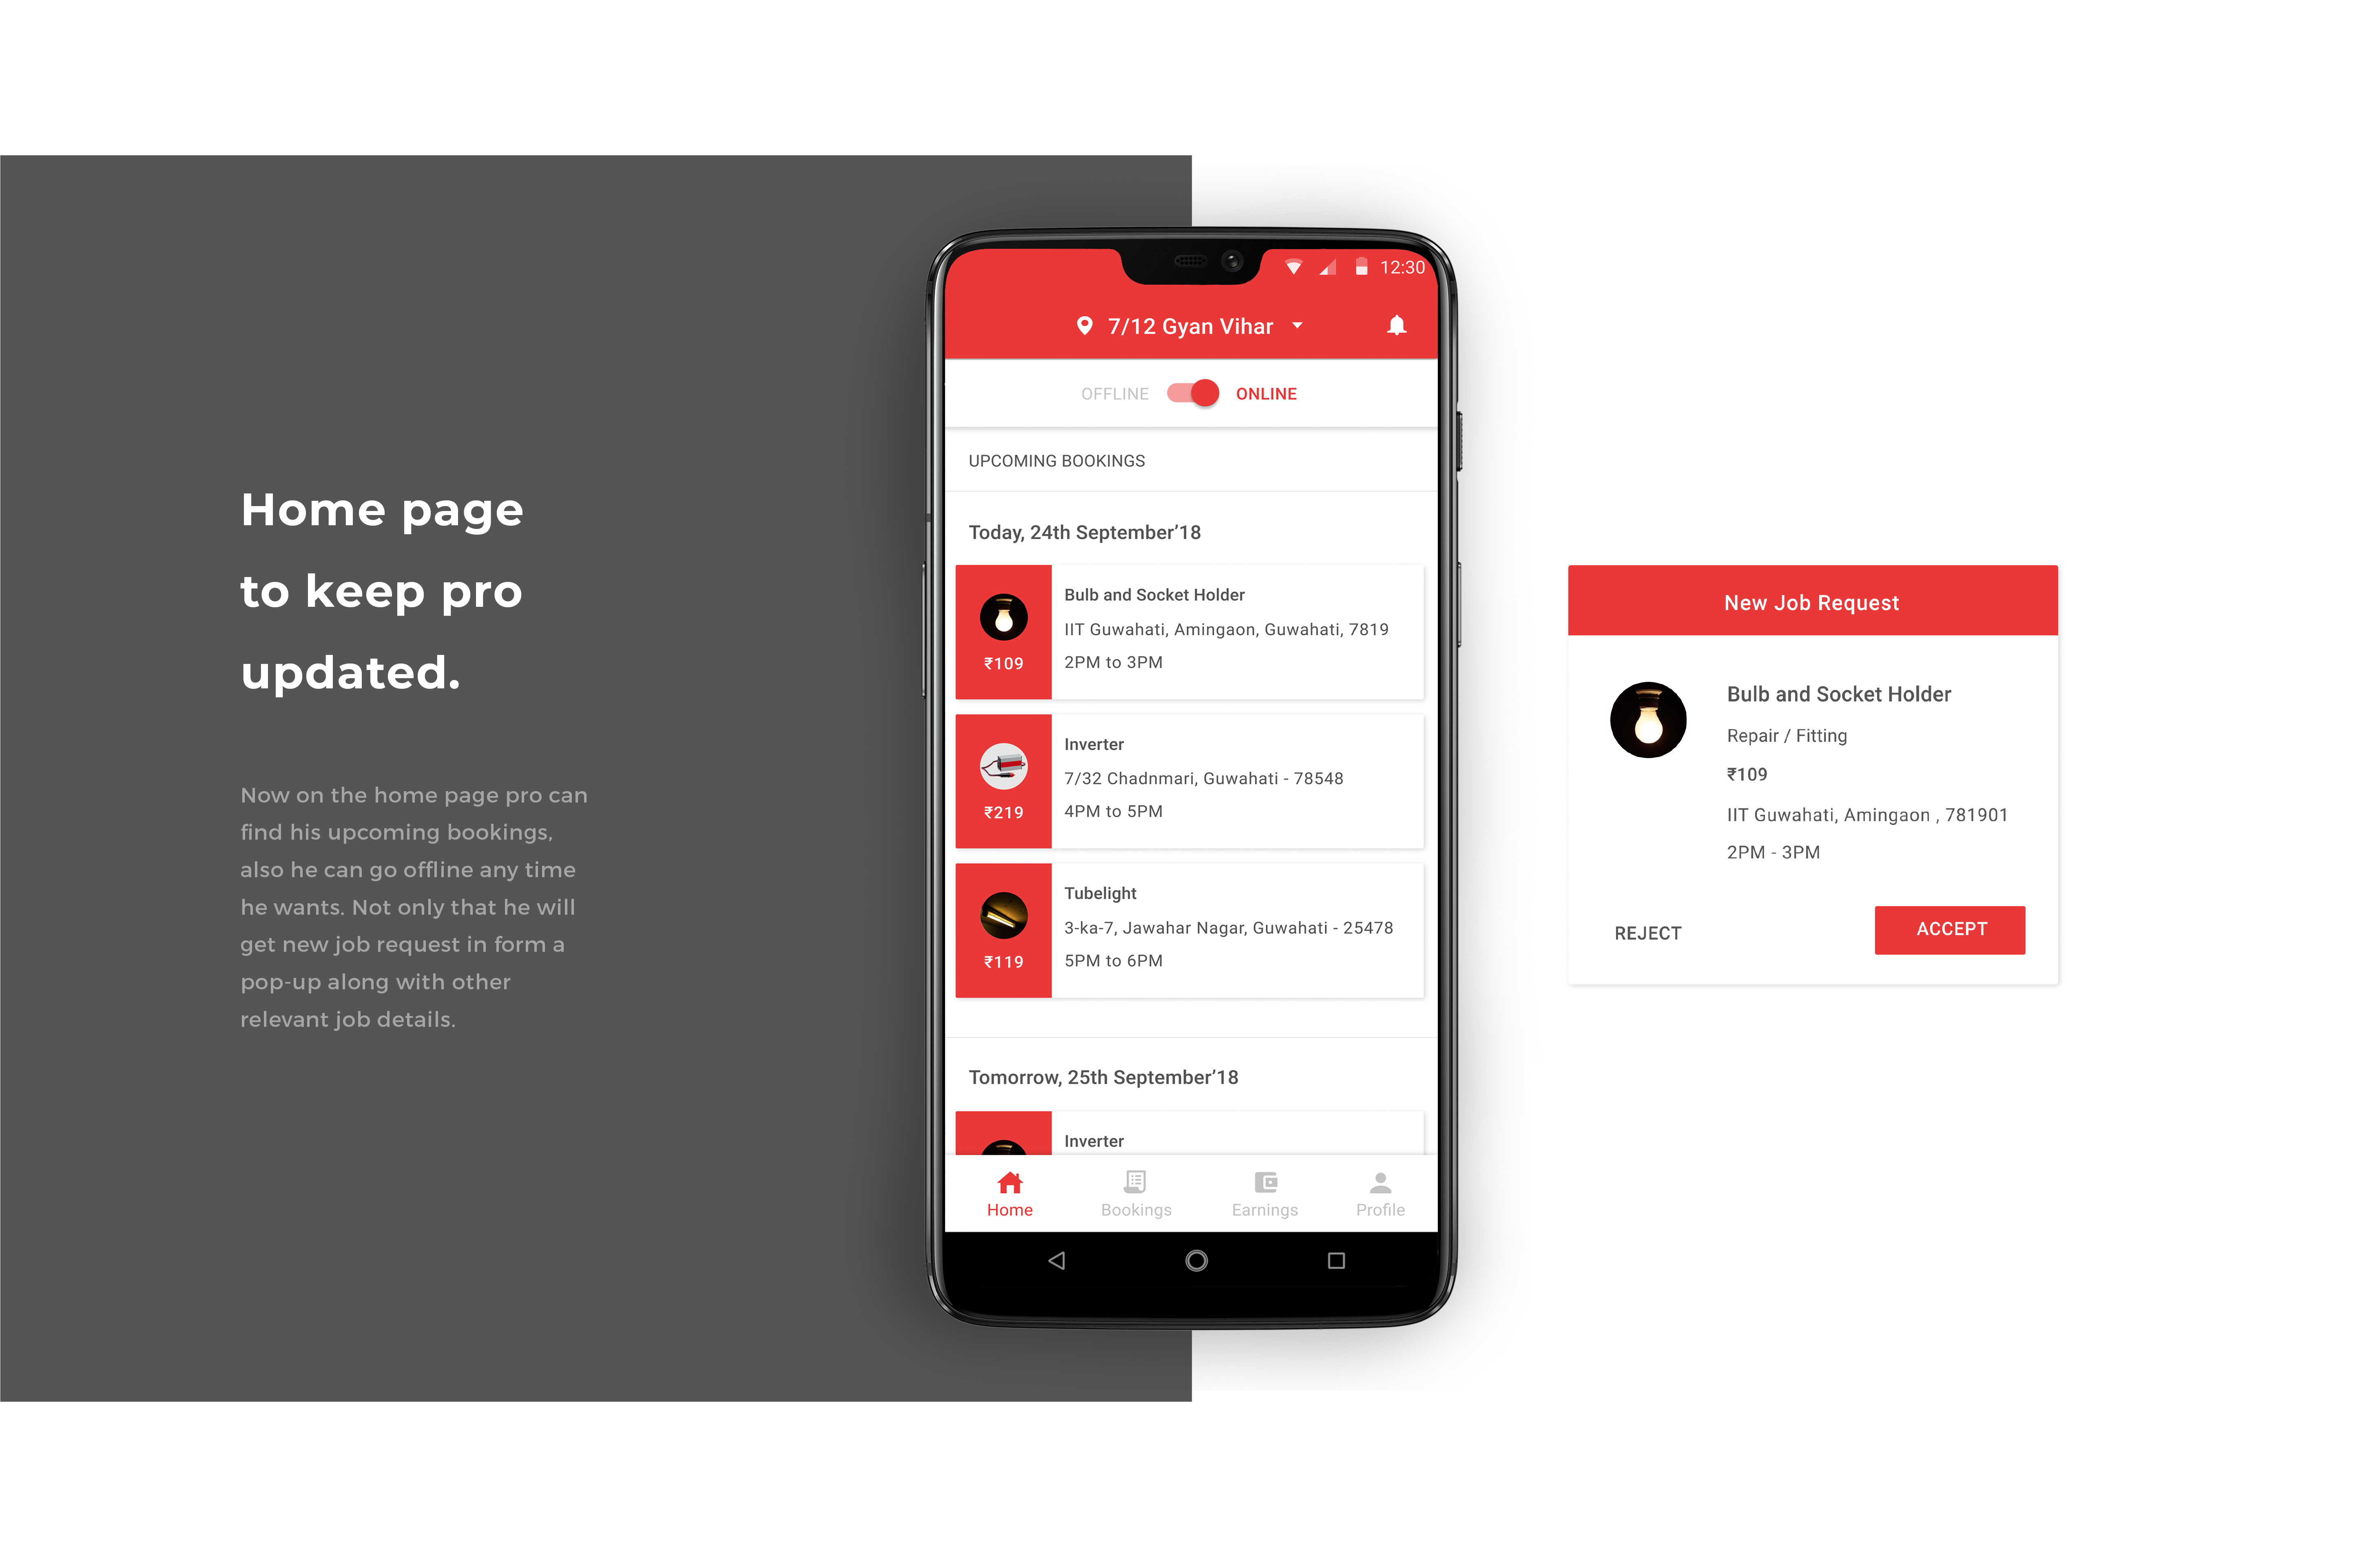 Home page
to keep pro
updated.
Now on the home page pro can
find his upcoming bookings,
also he can go offline any time
he wants. Not only that he will
get new job request in form a
pop-up along with other
relevant job details.
12:30
7/12 Gyan Vihar
OFFLINE ONLINE
UPCOMING BOOKINGS
Today, 24th September’18
Bulb and Socket Holder
IIT Guwahati, Amingaon, Guwahati, 7819
₹109
2PM to 3PM
Inverter
7/32 Chadnmari, Guwahati - 78548
₹219
4PM to 5PM
Tubelight
3-ka-7, Jawahar Nagar, Guwahati - 25478
₹119
5PM to 6PM
Tomorrow, 25th September’18
Inverter
Home Bookings Earnings Profile
New Job Request
Bulb and Socket Holder
Repair / Fitting
₹109
IIT Guwahati, Amingaon , 781901
2PM - 3PM
REJECT ACCEPT